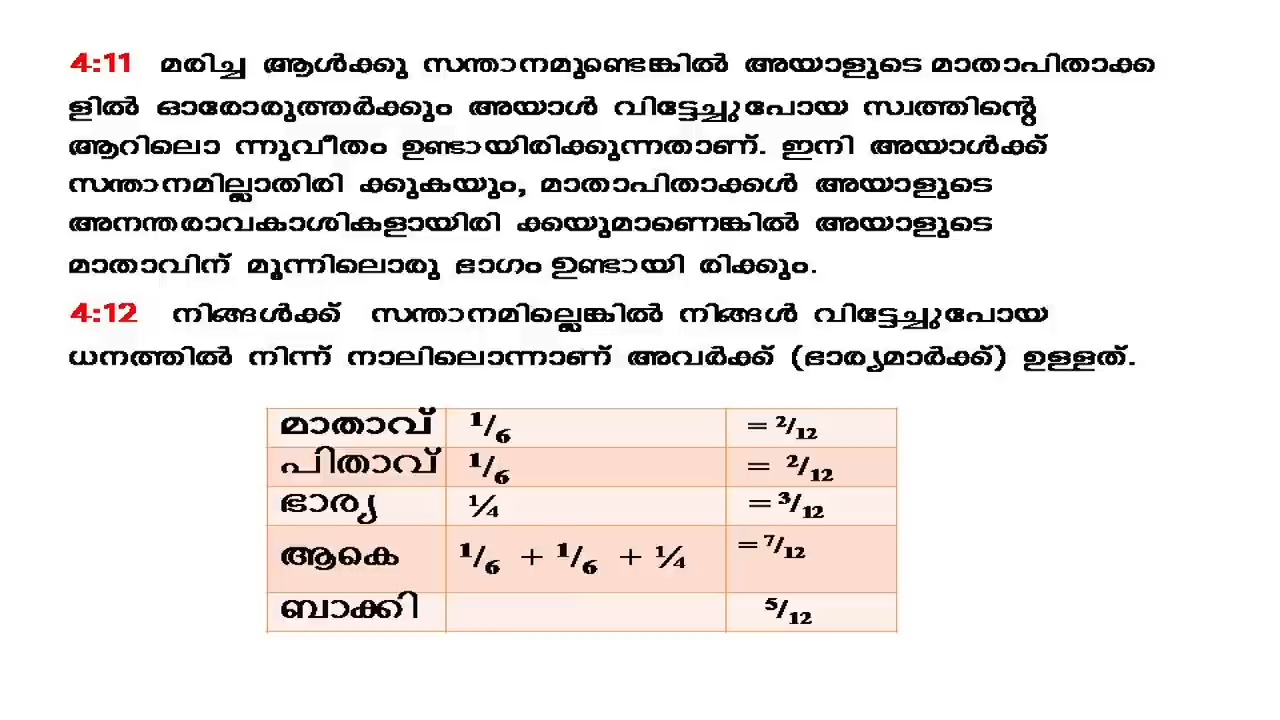 4:11 മരിച്ച ആൾക്കു സന്താനമുണ്ടെങ്കിൽ അയാളുടെ മാതാപിതാക്ക
ളിൽ ഓരോരുത്തർക്കും അയാൾ വിട്ടേച്ചുപോയ സ്വത്തിന്റെ
ആറിലൊ ന്നുവീതം ഉണ്ടായിരിക്കുന്നതാണ്. ഇനി അയാൾക്ക്
സന്താനമില്ലാതിരി ക്കുകയും, മാതാപിതാക്കൾ അയാളുടെ
അനന്തരാവകാശികളായിരി ക്കയുമാണെങ്കിൽ അയാളുടെ
മാതാവിന് മൂന്നിലൊരു ഭാഗം ഉണ്ടായി രിക്കും.
4:12 നിങ്ങൾക്ക് സന്താനമില്ലെങ്കിൽ നിങ്ങൾ വിട്ടേച്ചുപോയ
ധനത്തിൽ നിന്ന് നാലിലൊന്നാണ് അവർക്ക് (ഭാര്യമാർക്ക്) ഉള്ളത്.
മാതാവ് 1/6 = 2/12
പിതാവ് 1/6 = 2/12
ഭാര്യ ¼ = 3/12
ആകെ 1/6 + 1/6 + ¼ = 7/12
ബാക്കി 5/12